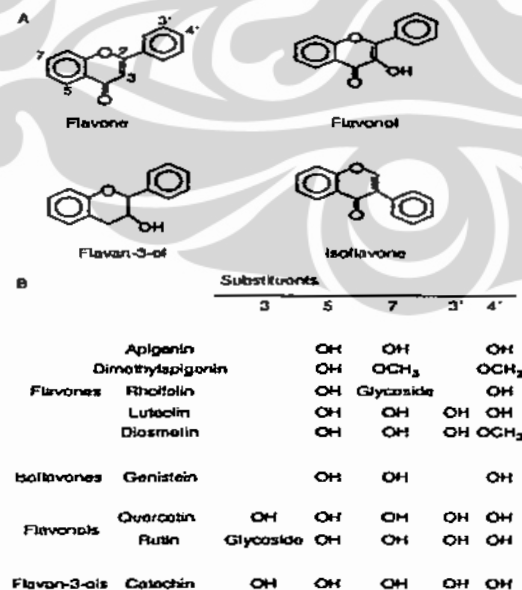 A
3'
4'
7
O
2
3
5
O
Flavone
O
OH
O
Flavonol
O
OH
Flavan-3-ol
O
O
Isoflavone
B
Substituents
3 5 7 3' 4'
Apigenin OH OH OH
Dimethylapigenin OH OCH3 OCH3
Flavones Rhoifolin OH Glycoside OH
Luteolin OH OH OH OH
Diosmetin OH OH OH OCH3
Isoflavones Genistein OH OH OH
Flavonols
Quercetin OH OH OH OH OH
Rutin Glycoside OH OH OH OH
Flavan-3-ols Catechin OH OH OH OH OH